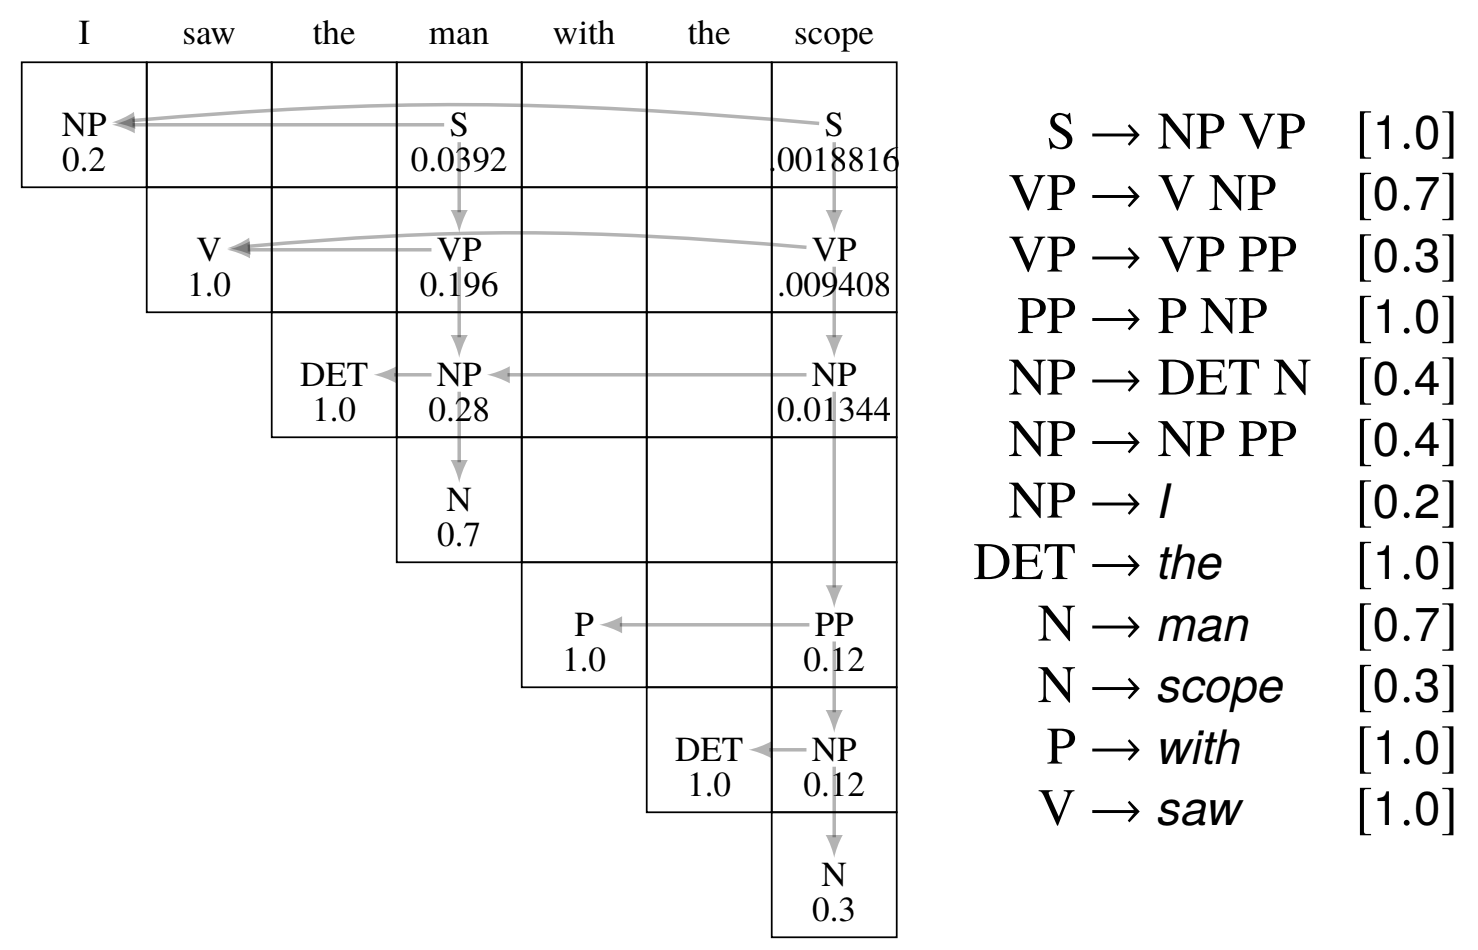 I saw the man with the scope
NP S S
0.2 0.0392 .0018816
V VP VP
1.0 0.196 .009408
DET NP NP
1.0 0.28 0.01344
N
0.7
P PP
1.0 0.12
DET NP
1.0 0.12
N
0.3
S → NP VP [1.0]
VP → V NP [0.7]
VP → VP PP [0.3]
PP → P NP [1.0]
NP → DET N [0.4]
NP → NP PP [0.4]
NP → I [0.2]
DET → the [1.0]
N → man [0.7]
N → scope [0.3]
P → with [1.0]
V → saw [1.0]